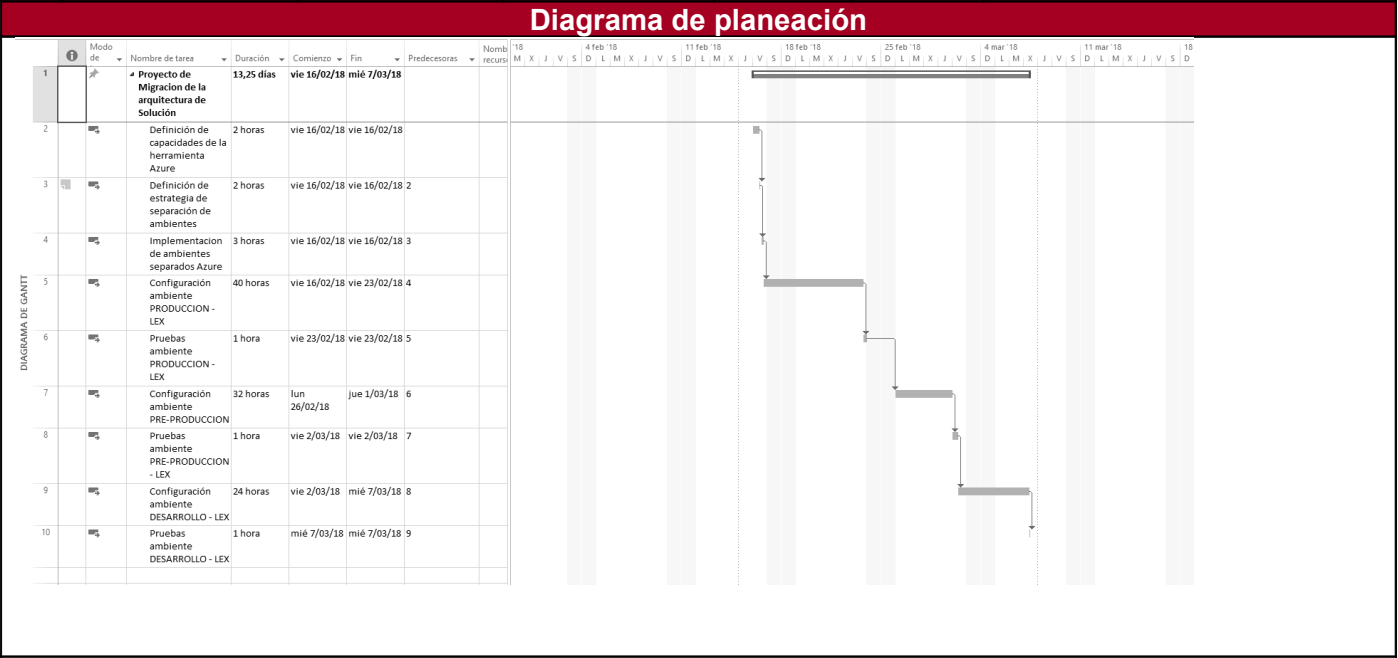 Diagrama de planeación
Modo de
Nombre de tarea
Duración
Comienzo
Fin
Predecesoras
Nomb
recurs
'18
4 feb '18
11 feb '18
18 feb '18
25 feb '18
4 mar '18
11 mar '18
18
M X J V S D L M X J V S D L M X J V S D L M X J V S D L M X J V S D L M X J V S D L M X J V S D
DIAGRAMA DE GANTT
1 Proyecto de 13,25 días vie 16/02/18 mié 7/03/18
Migracion de la
arquitectura de
Solución
2 Definición de 2 horas vie 16/02/18 vie 16/02/18
capacidades de la
herramienta
Azure
3 Definición de 2 horas vie 16/02/18 vie 16/02/18 2
estrategia de
separación de
ambientes
4 Implementacion 3 horas vie 16/02/18 vie 16/02/18 3
de ambientes
separados Azure
5 Configuración 40 horas vie 16/02/18 vie 23/02/18 4
ambiente
PRODUCCION -
LEX
6 Pruebas 1 hora vie 23/02/18 vie 23/02/18 5
ambiente
PRODUCCION -
LEX
7 Configuración 32 horas lun jue 1/03/18 6
ambiente 26/02/18
PRE-PRODUCCION
8 Pruebas 1 hora vie 2/03/18 vie 2/03/18 7
ambiente
PRE-PRODUCCION
- LEX
9 Configuración 24 horas vie 2/03/18 mié 7/03/18 8
ambiente
DESARROLLO - LEX
10 Pruebas 1 hora mié 7/03/18 mié 7/03/18 9
ambiente
DESARROLLO - LEX